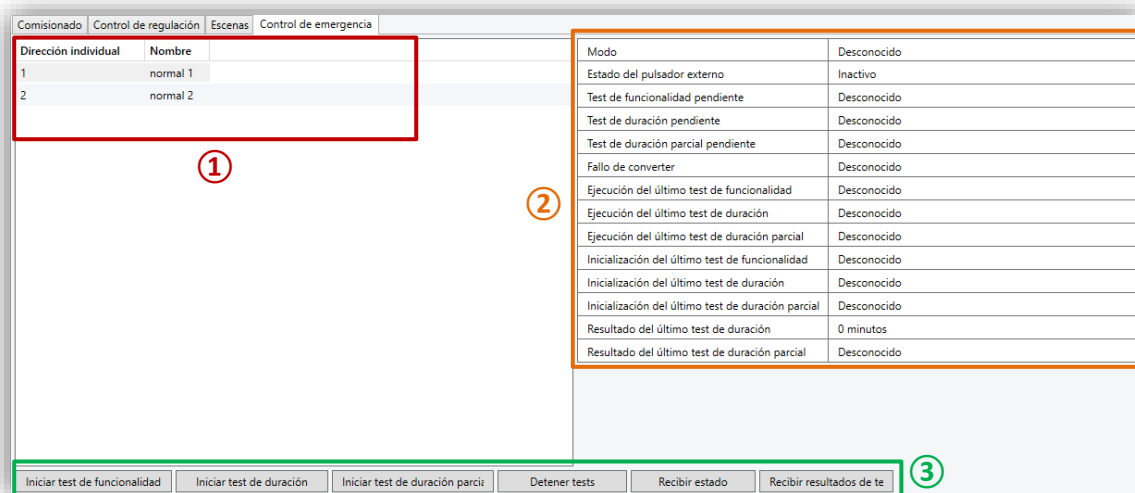 Comisionado Control de regulación Escenas Control de emergencia
Dirección individual Nombre
1 normal 1
2 normal 2
①
Modo Desconocido
Estado del pulsador externo Inactivo
Test de funcionalidad pendiente Desconocido
Test de duración pendiente Desconocido
Test de duración parcial pendiente Desconocido
Fallo de converter Desconocido
Ejecución del último test de funcionalidad Desconocido
Ejecución del último test de duración Desconocido
Ejecución del último test de duración parcial Desconocido
Inicialización del último test de funcionalidad Desconocido
Inicialización del último test de duración Desconocido
Inicialización del último test de duración parcial Desconocido
Resultado del último test de duración 0 minutos
Resultado del último test de duración parcial Desconocido
②
Iniciar test de funcionalidad Iniciar test de duración Iniciar test de duración parcia Detener tests Recibir estado Recibir resultados de te
③